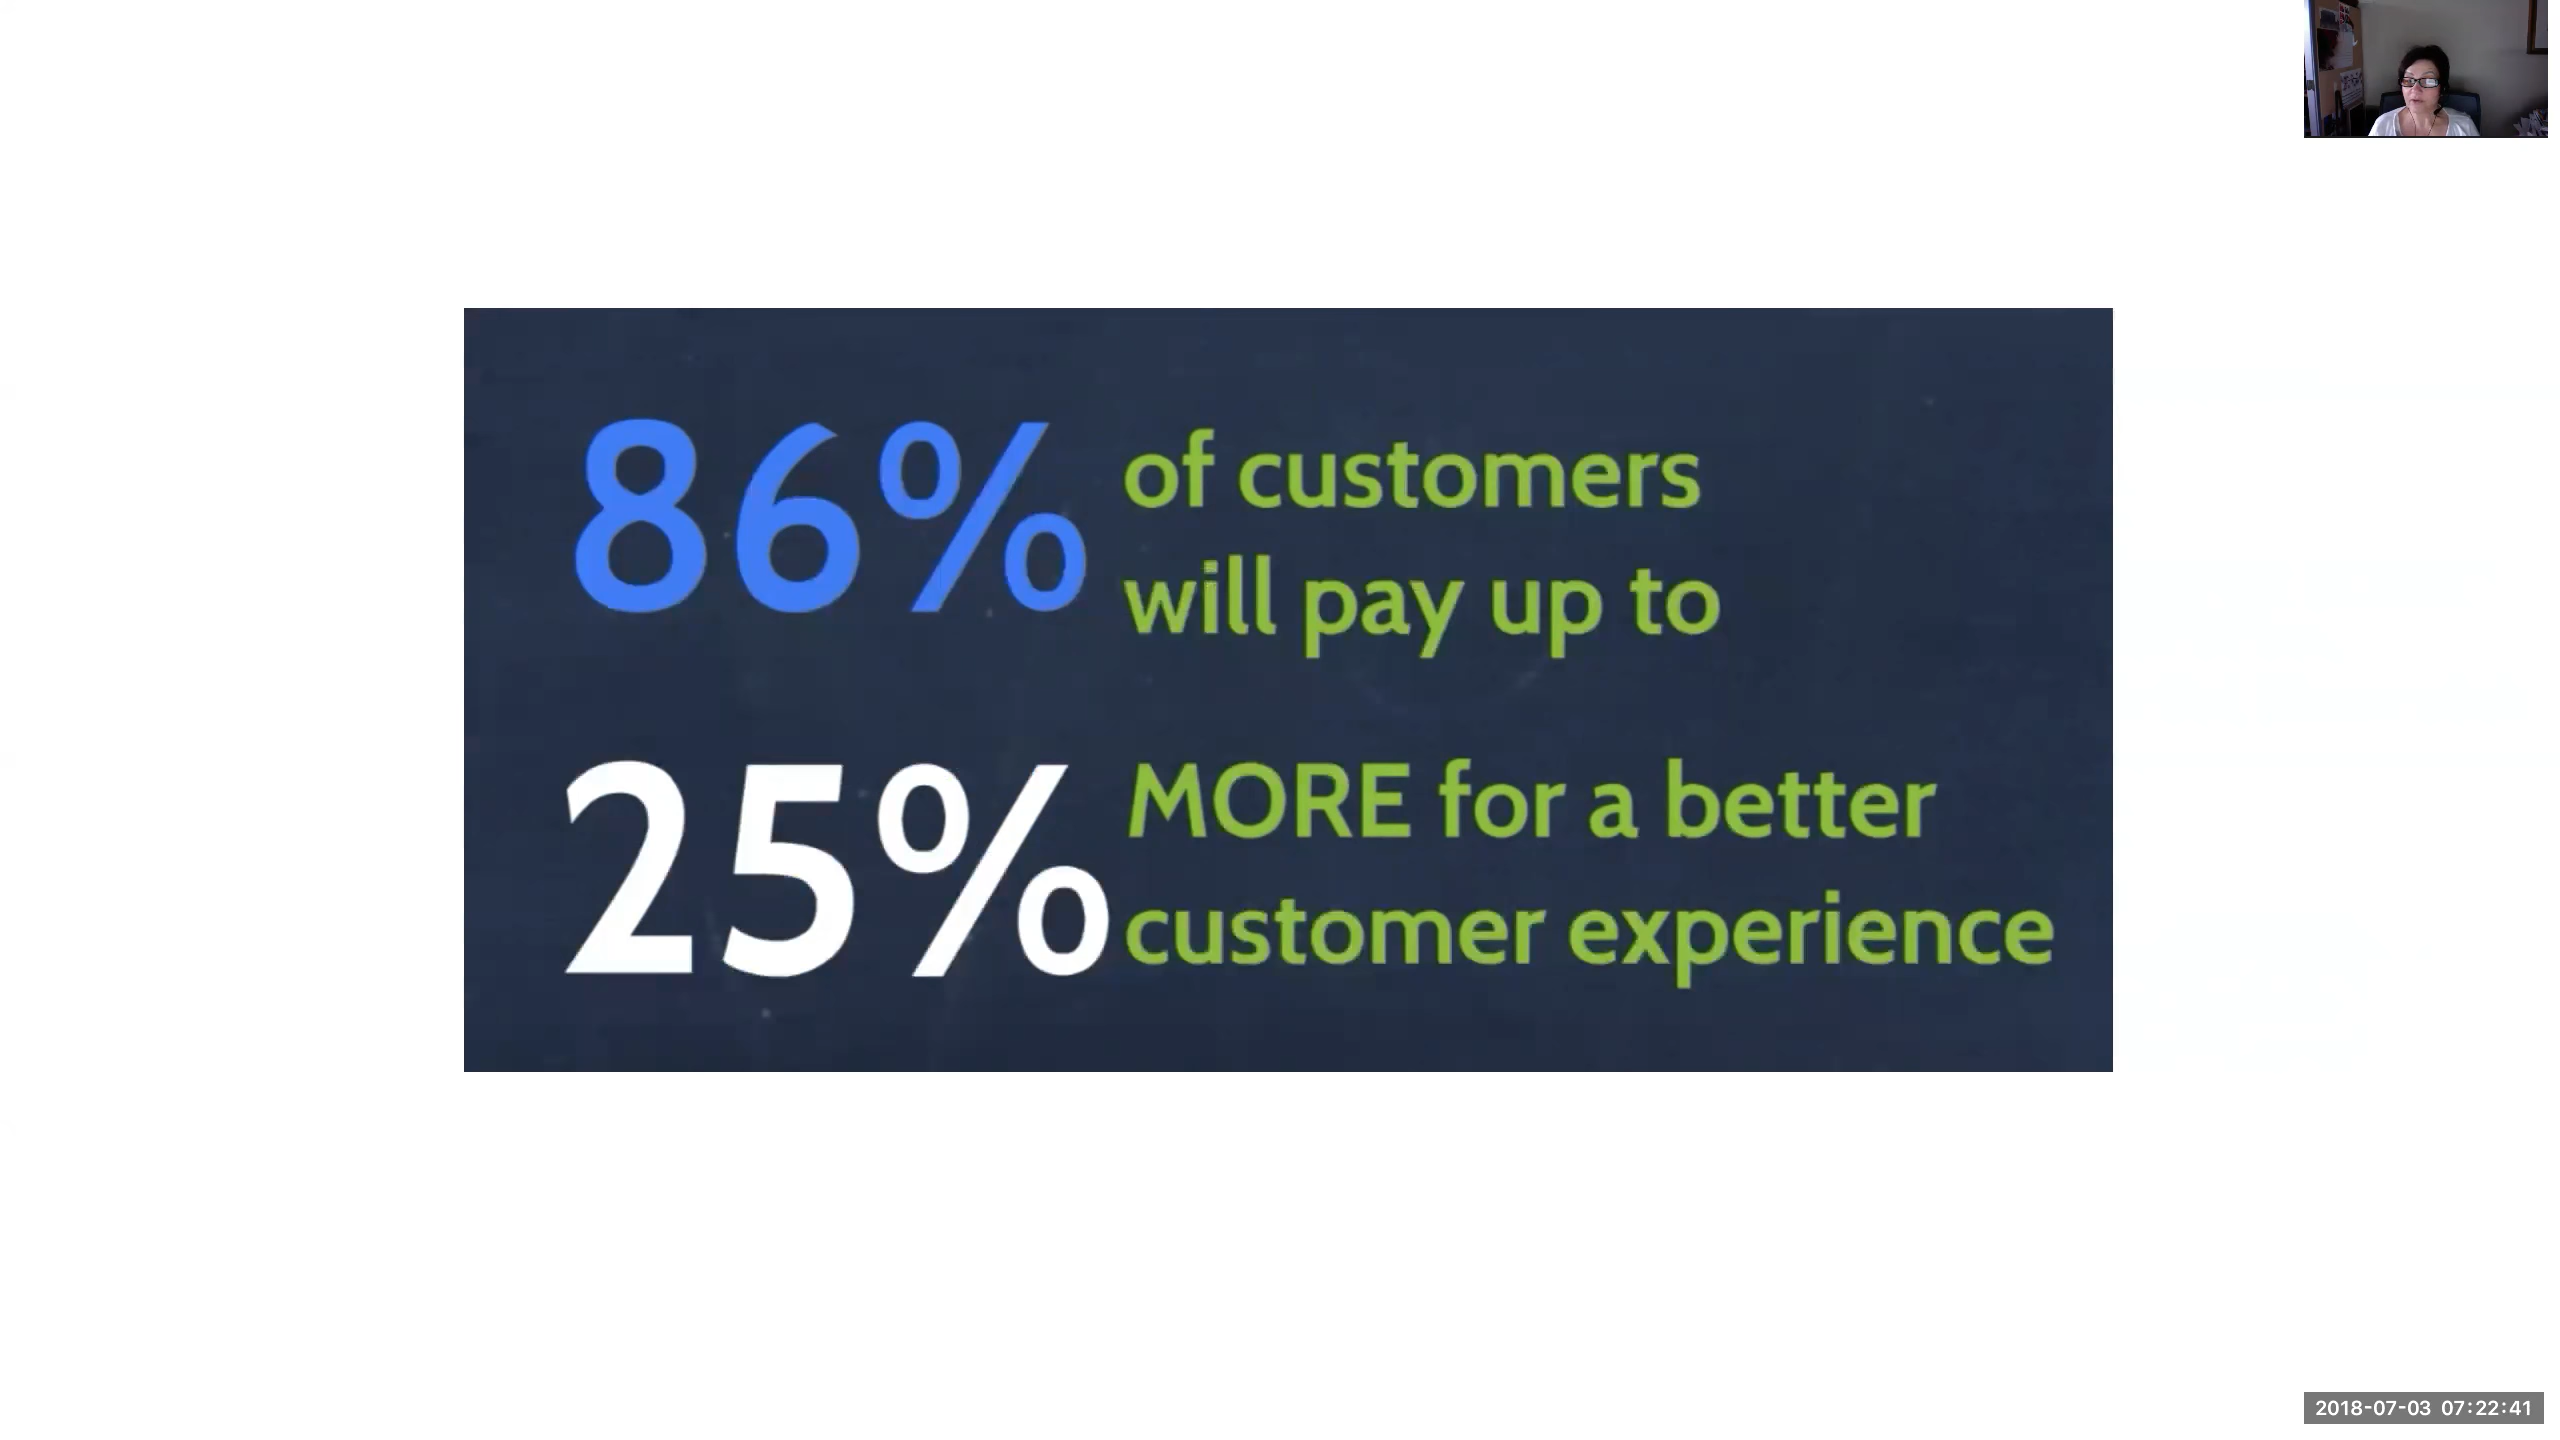 86% of customers
will pay up to
25% MORE for a better
customer experience
2018-07-03 07:22:41